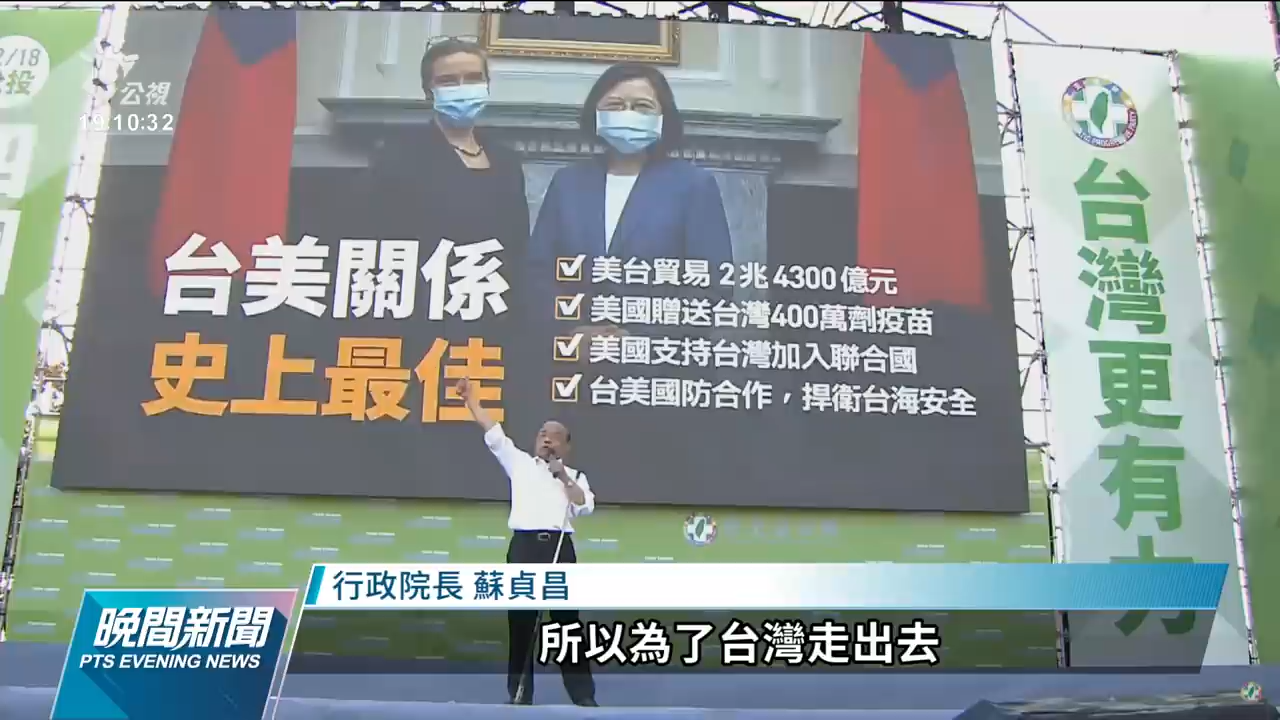 2/18
投
公視
19:10:32
台美關係
史上最佳
美台貿易 2兆4300億元
美國贈送台灣400萬劑疫苗
美國支持台灣加入聯合國
台美國防合作，捍衛台海安全
台灣更有力
行政院長 蘇貞昌
所以為了台灣走出去
晚間新聞
PTS EVENING NEWS